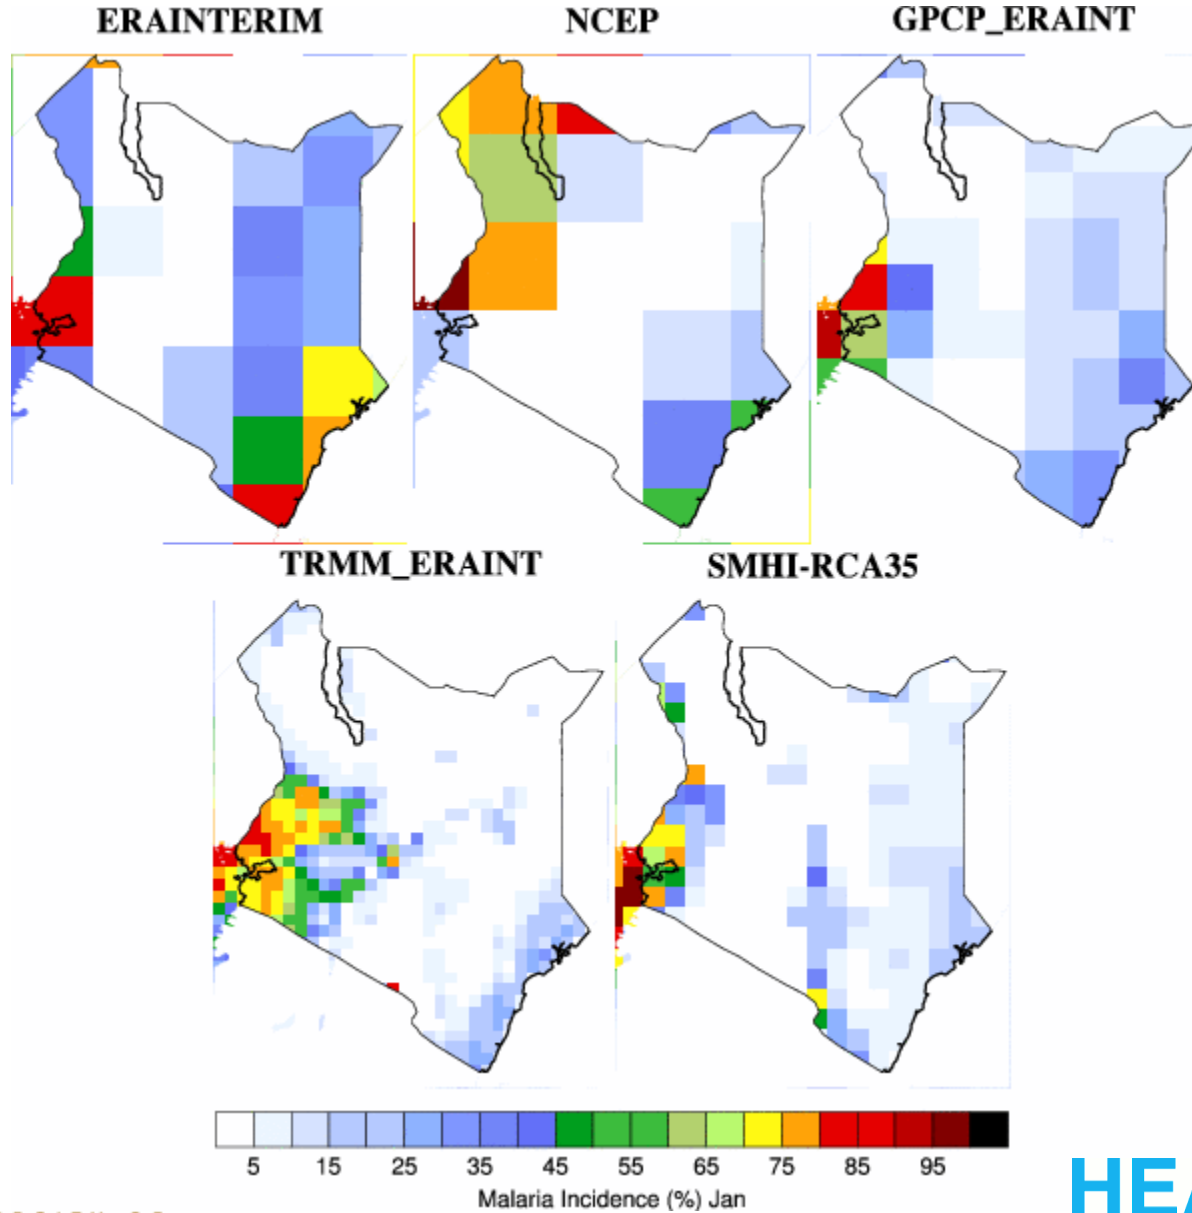 ERAINTERIM NCEP GPCP_ERAINT
TRMM_ERAINT SMHI-RCA35
5 15 25 35 45 55 65 75 85 95
Malaria Incidence (%) Jan
HEA